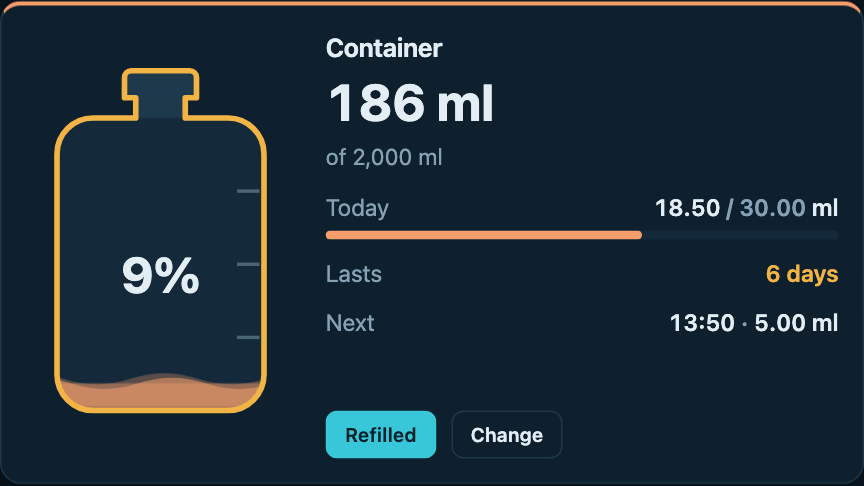 Container
186 ml
of 2,000 ml
Today 18.50 / 30.00 ml
9%
Lasts 6 days
Next 13:50 · 5.00 ml
Refilled Change